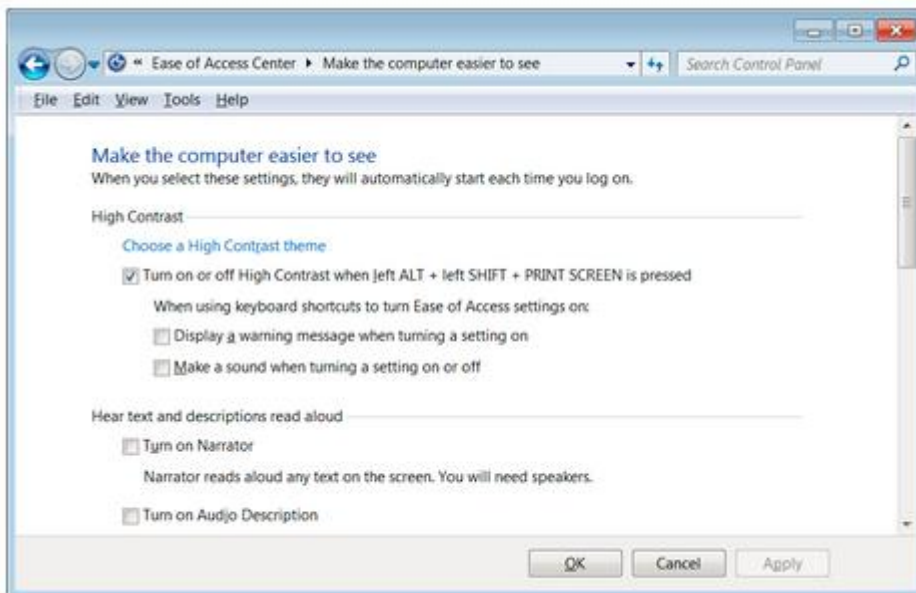 « Ease of Access Center ▸ Make the computer easier to see Search Control Panel
File Edit View Tools Help
Make the computer easier to see
When you select these settings, they will automatically start each time you log on.
High Contrast
Choose a High Contrast theme
Turn on or off High Contrast when left ALT + left SHIFT + PRINT SCREEN is pressed
When using keyboard shortcuts to turn Ease of Access settings on:
Display a warning message when turning a setting on
Make a sound when turning a setting on or off
Hear text and descriptions read aloud
Turn on Narrator
Narrator reads aloud any text on the screen. You will need speakers.
Turn on Audio Description
OK Cancel Apply